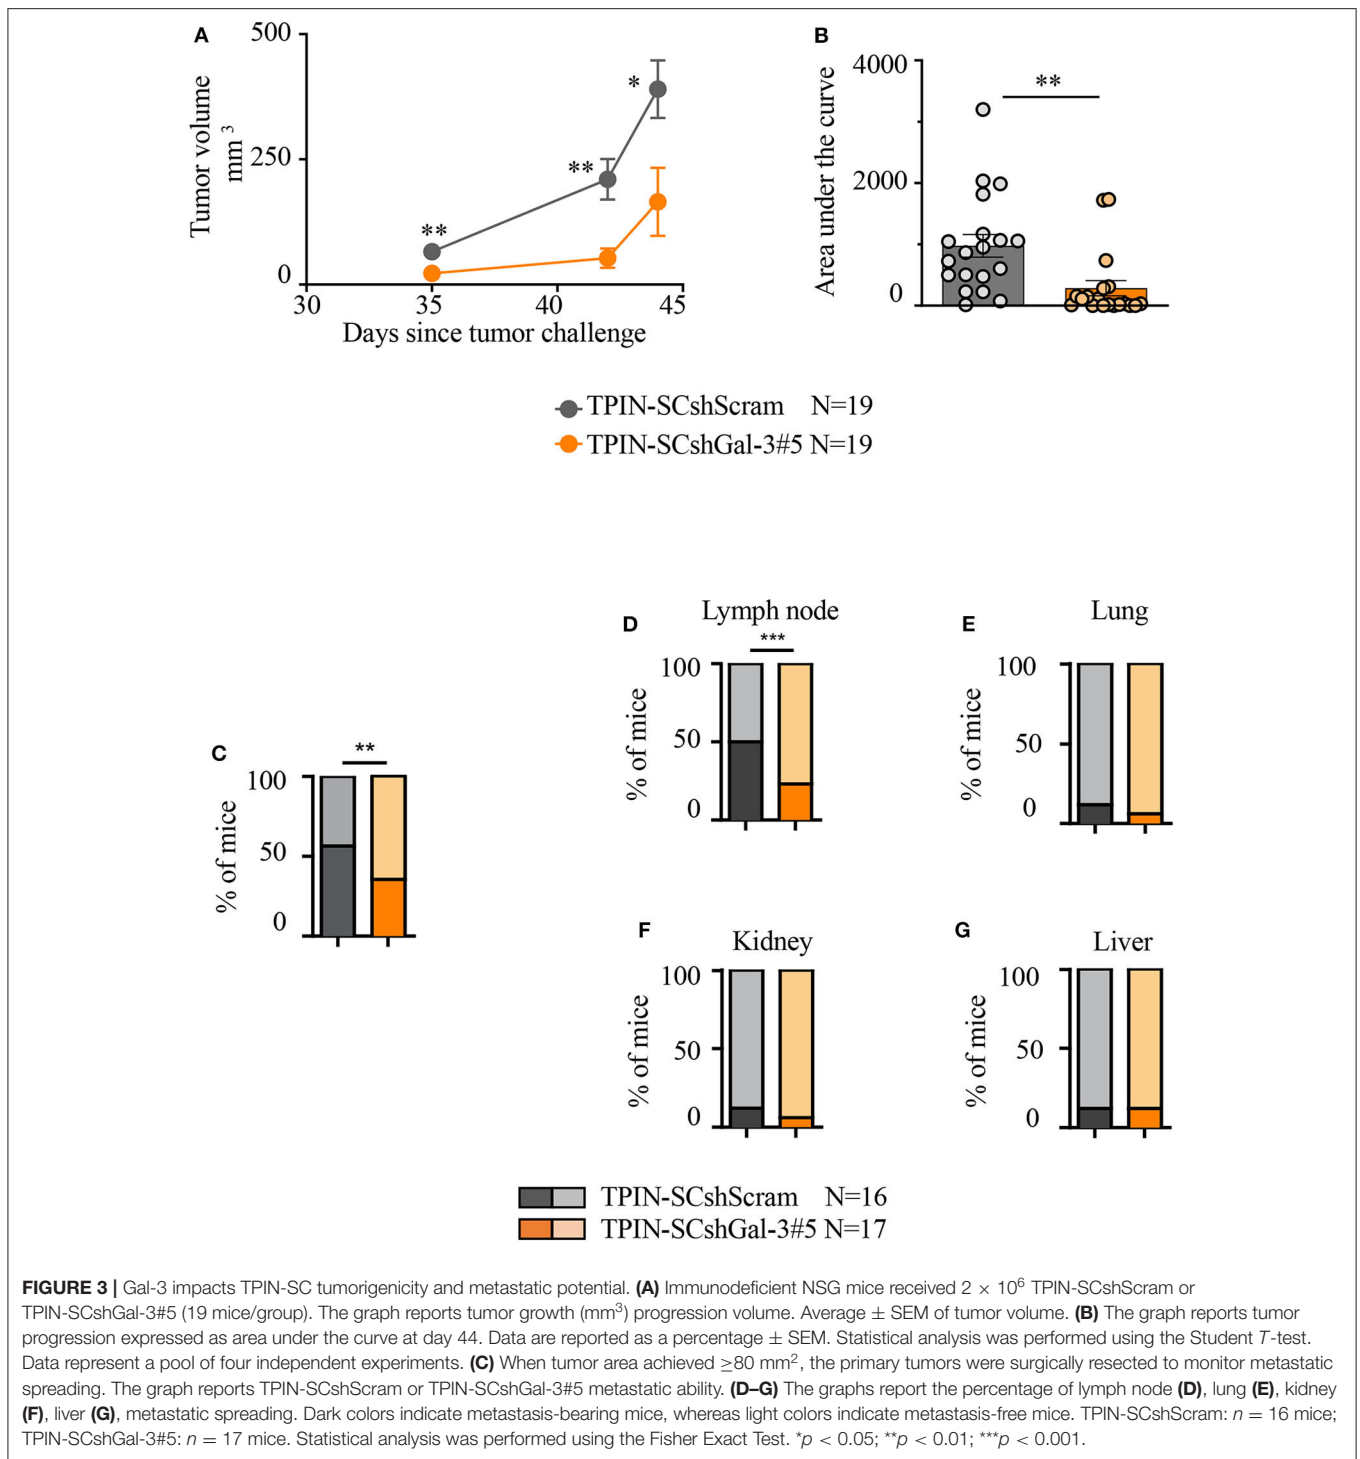 A
Tumor volume
mm 3
500
250
0
**
**
*
30 35 40 45
Days since tumor challenge
B
Area under the curve
4000
2000
0
**
TPIN-SCshScram N=19
TPIN-SCshGal-3#5 N=19
C
% of mice
100
50
0
**
D
Lymph node
***
% of mice
100
50
0
E
Lung
% of mice
100
50
0
F
Kidney
% of mice
100
50
0
G
Liver
% of mice
100
50
0
TPIN-SCshScram N=16
TPIN-SCshGal-3#5 N=17
FIGURE 3 | Gal-3 impacts TPIN-SC tumorigenicity and metastatic potential. (A) Immunodeficient NSG mice received 2 × 10⁶ TPIN-SCshScram or
TPIN-SCshGal-3#5 (19 mice/group). The graph reports tumor growth (mm³) progression volume. Average ± SEM of tumor volume. (B) The graph reports tumor
progression expressed as area under the curve at day 44. Data are reported as a percentage ± SEM. Statistical analysis was performed using the Student T-test.
Data represent a pool of four independent experiments. (C) When tumor area achieved ≥80 mm², the primary tumors were surgically resected to monitor metastatic
spreading. The graph reports TPIN-SCshScram or TPIN-SCshGal-3#5 metastatic ability. (D–G) The graphs report the percentage of lymph node (D), lung (E), kidney
(F), liver (G), metastatic spreading. Dark colors indicate metastasis-bearing mice, whereas light colors indicate metastasis-free mice. TPIN-SCshScram: n = 16 mice;
TPIN-SCshGal-3#5: n = 17 mice. Statistical analysis was performed using the Fisher Exact Test. *p < 0.05; **p < 0.01; ***p < 0.001.